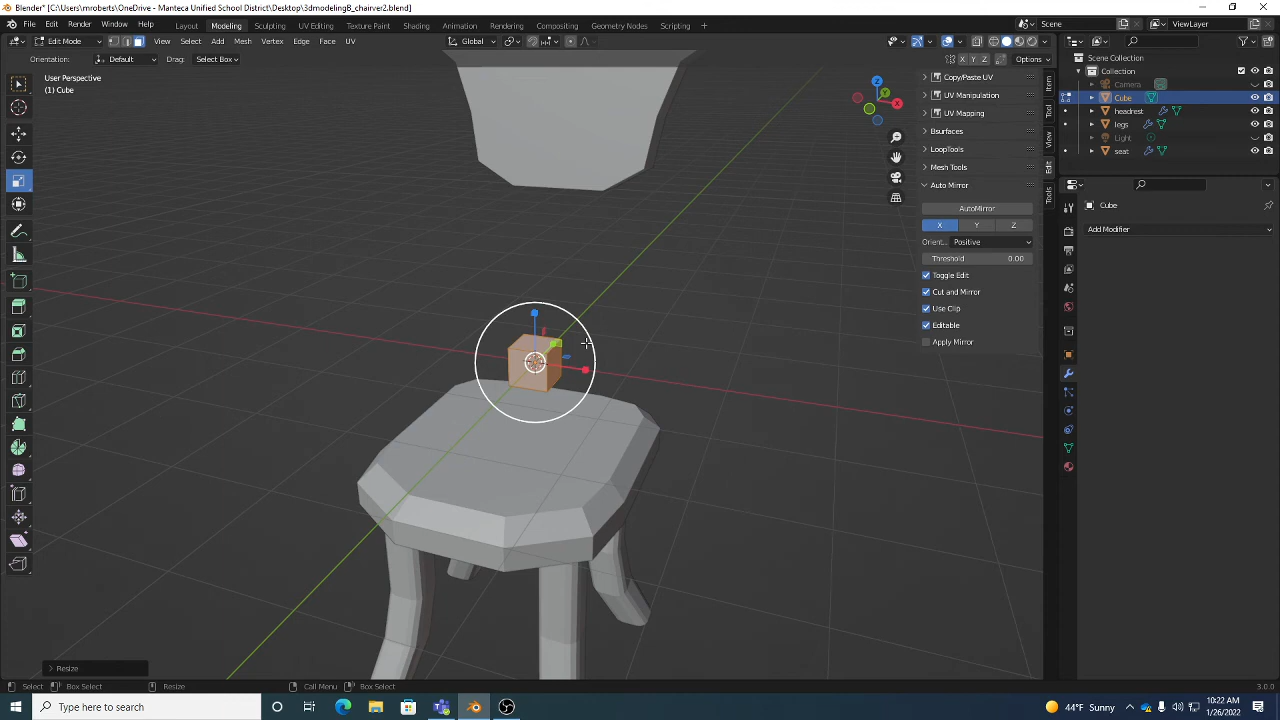 Blender* [C:\Users\mroberts\OneDrive - Manteca Unified School District\Desktop\3dmodeling8_chairver2.blend]
File Edit Render Window Help Layout Modeling Sculpting UV Editing Texture Paint Shading Animation Rendering Compositing Geometry Nodes Scripting + Scene ViewLayer
Edit Mode View Select Add Mesh Vertex Edge Face UV Global
Orientation: Default Drag: Select Box X Y Z Options
User Perspective
(1) Cube
Copy/Paste UV
UV Manipulation
UV Mapping
Bsurfaces
LoopTools
Mesh Tools
Auto Mirror
AutoMirror
X Y Z
Orient... Positive
Threshold 0.00
Toggle Edit
Cut and Mirror
Use Clip
Editable
Apply Mirror
Item
Tool
View
Edit
Tools
Z
Y
X
Scene Collection
Collection
Camera
Cube
headrest
legs
Light
seat
Cube
Add Modifier
Resize
Select Box Select Resize Call Menu Box Select 3.0.0
Type here to search
44°F Sunny
10:22 AM
1/26/2022